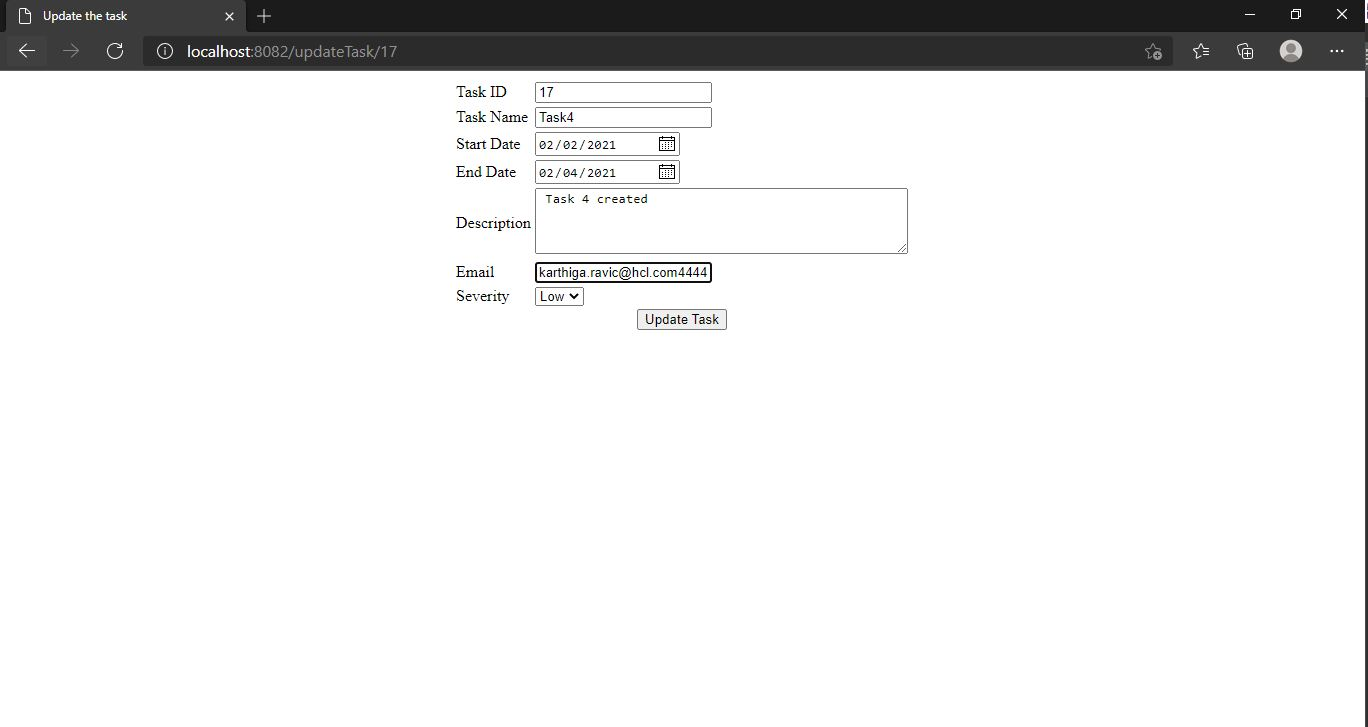 Update the task
localhost:8082/updateTask/17
Task ID 17
Task Name Task4
Start Date 02/02/2021
End Date 02/04/2021
Description Task 4 created
Email karthiga.ravic@hcl.com4444
Severity Low
Update Task